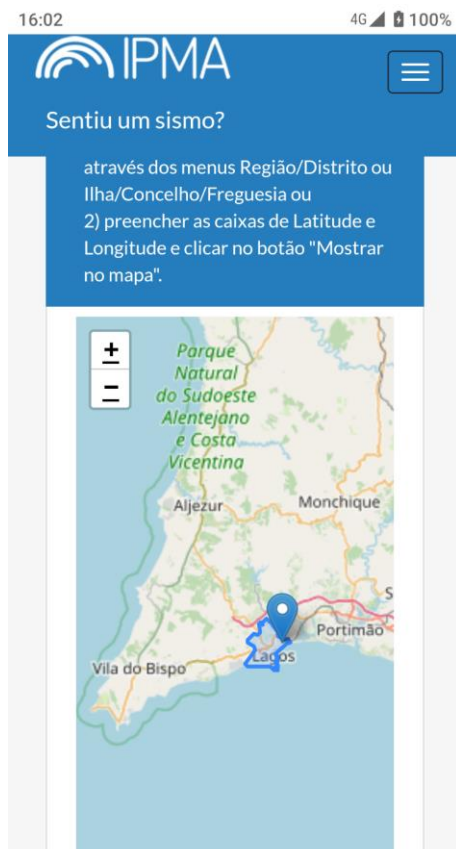 16:02
4G 100%
IPMA
Sentiu um sismo?
através dos menus Região/Distrito ou
Ilha/Concelho/Freguesia ou
2) preencher as caixas de Latitude e
Longitude e clicar no botão "Mostrar
no mapa".
+
−
Parque
Natural
do Sudoeste
Alentejano
e Costa
Vicentina
Aljezur
Monchique
S
Portimão
Lagos
Vila do Bispo